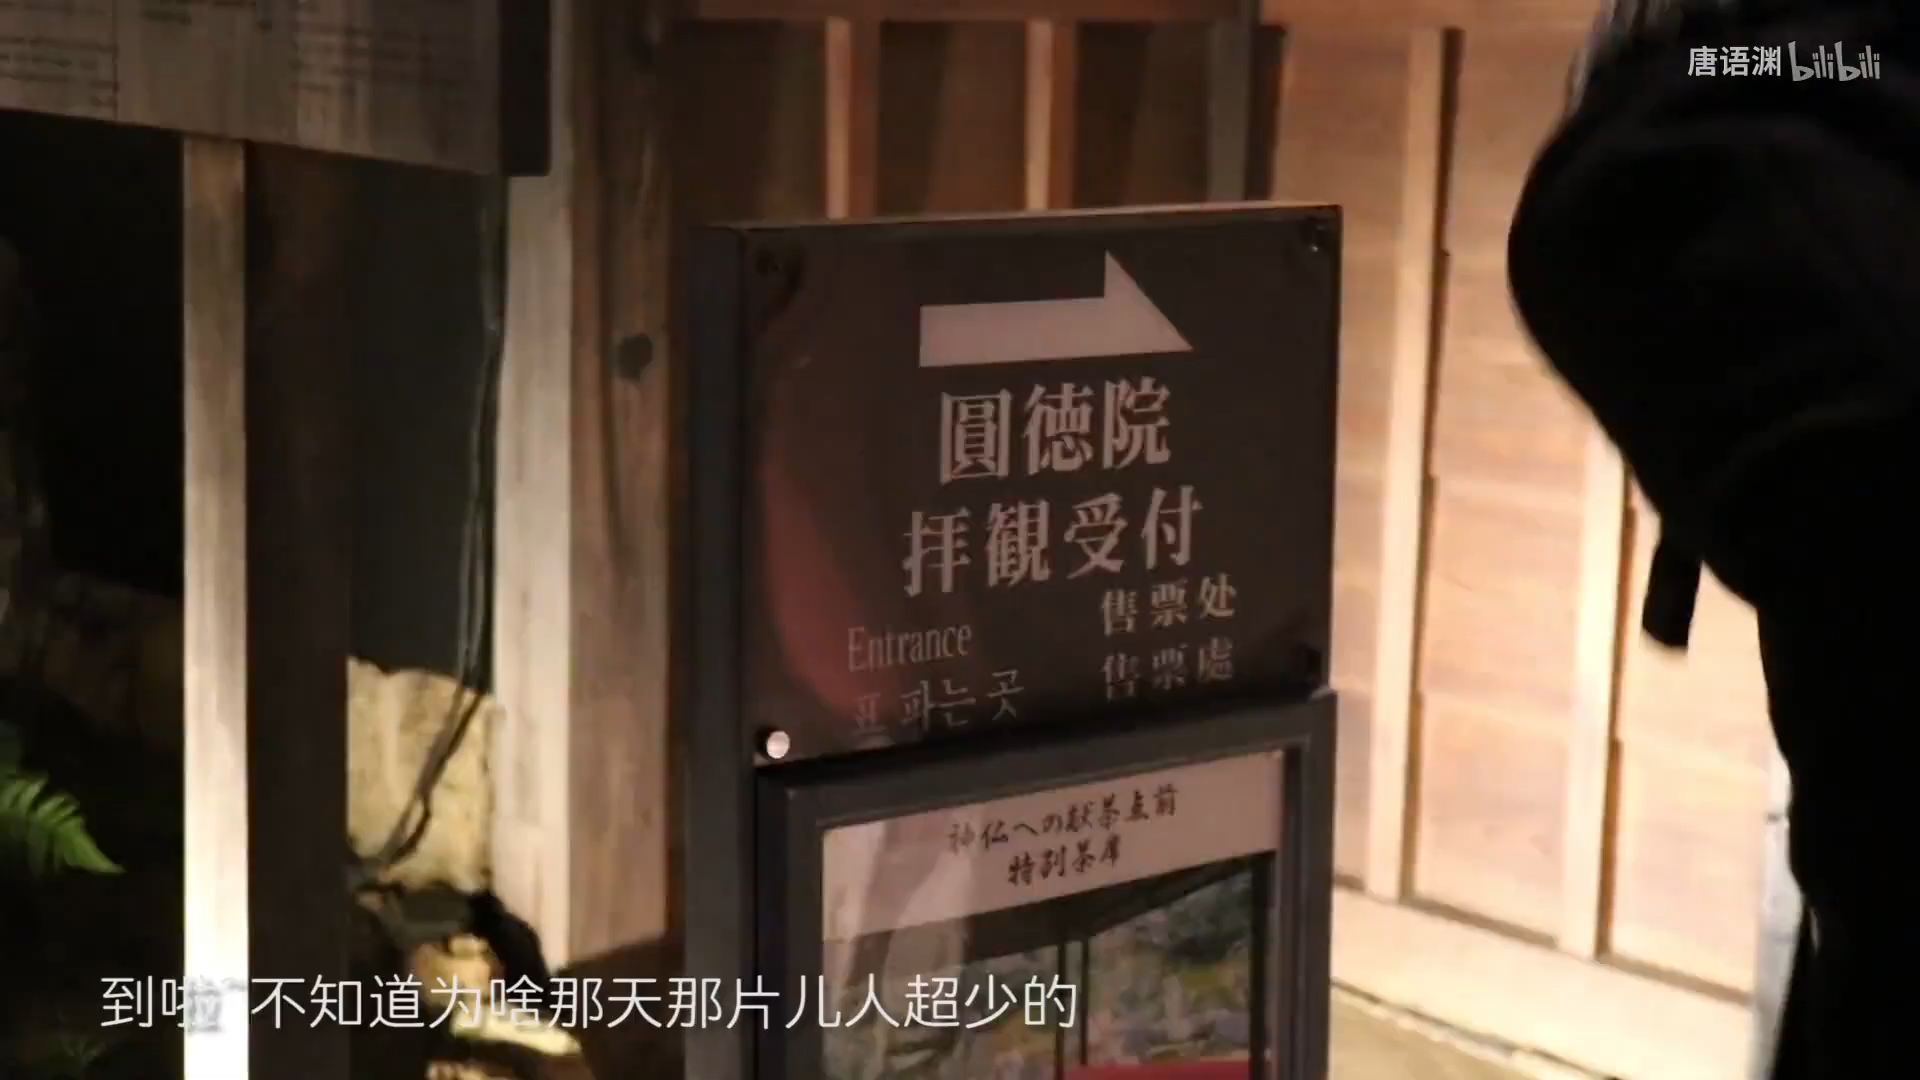 唐语渊 bilibili
圓徳院
拝観受付
Entrance
표 파는 곳
售票处
售票處
神仏への献茶点前
特別茶席
到啦~不知道为啥那天那片儿人超少的